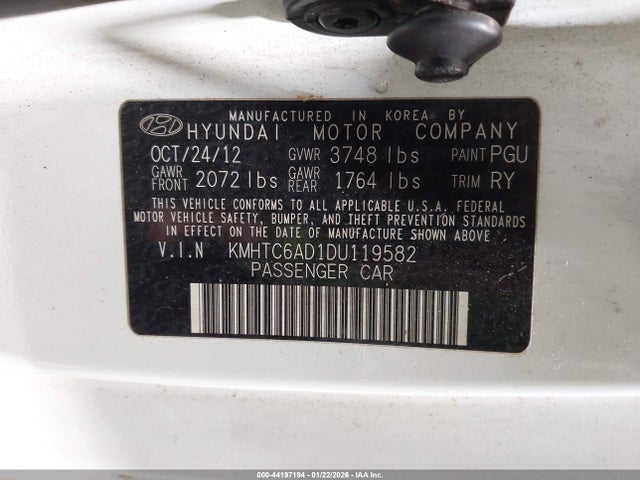 MANUFACTURED IN KOREA BY
HYUNDAI MOTOR COMPANY
OCT/24/12 GVWR 3748 lbs PAINT PGU
GAWR FRONT 2072 lbs GAWR REAR 1764 lbs TRIM RY
THIS VEHICLE CONFORMS TO ALL APPLICABLE U.S.A. FEDERAL
MOTOR VEHICLE SAFETY, BUMPER, AND THEFT PREVENTION STANDARDS
IN EFFECT ON THE DATE OF MANUFACTURE SHOWN ABOVE.
V.I.N KMHTC6AD1DU119582
PASSENGER CAR
000-44197194 - 01/22/2026 - IAA, Inc.